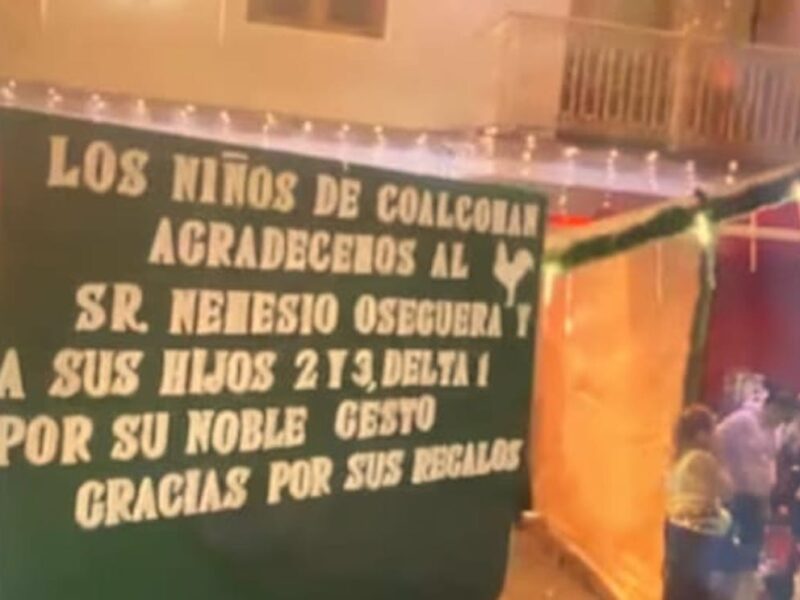 LOS NIÑOS DE COALCOMAN
AGRADECEMOS AL
SR. NEMESIO OSEGUERA Y
A SUS HIJOS 2 Y 3, DELTA 1
POR SU NOBLE GESTO
GRACIAS POR SUS REGALOS